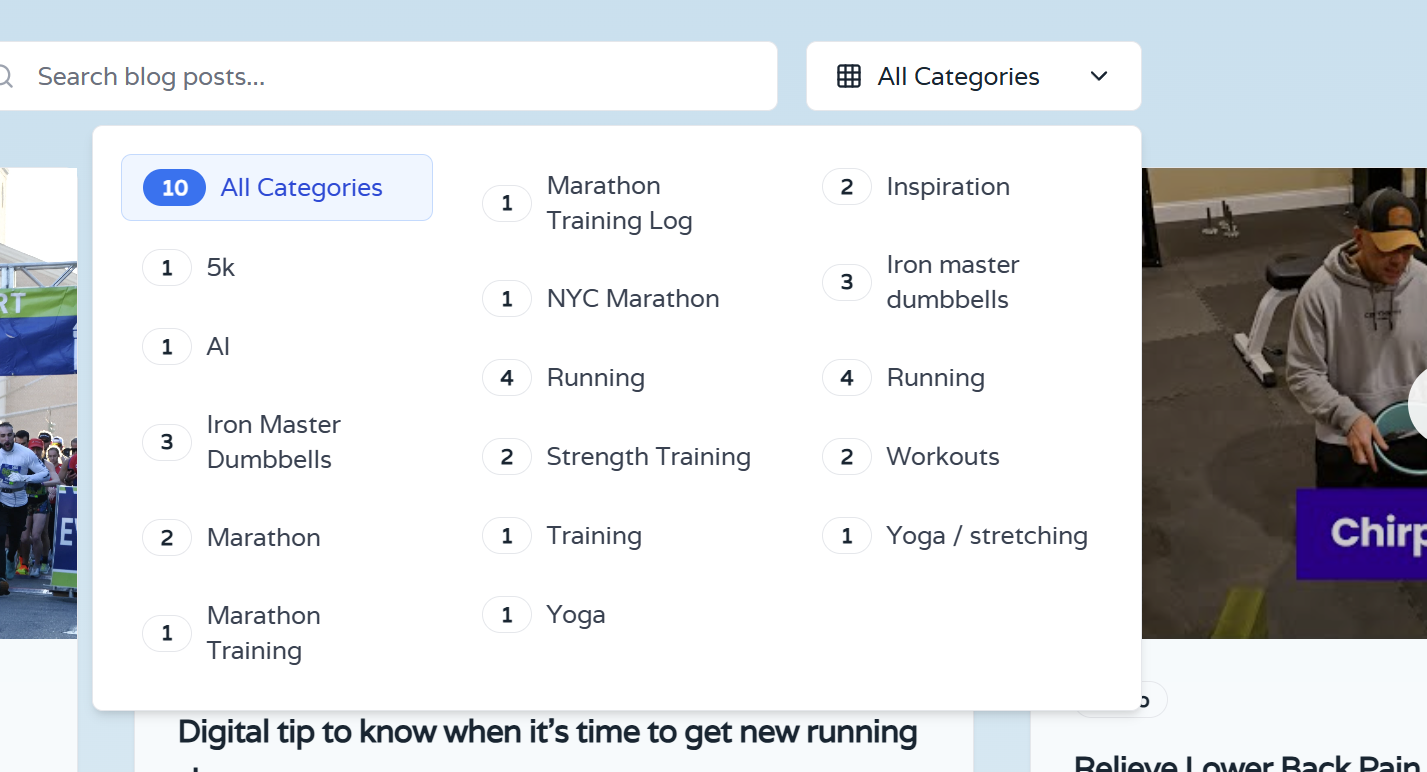 Search blog posts...
All Categories
10 All Categories
1 5k
1 AI
3 Iron Master
Dumbbells
2 Marathon
1 Marathon
Training
1 Marathon
Training Log
1 NYC Marathon
4 Running
2 Strength Training
1 Training
1 Yoga
2 Inspiration
3 Iron master
dumbbells
4 Running
2 Workouts
1 Yoga / stretching
RT
E
Chirp
Digital tip to know when it's time to get new running
Relieve Lower Back Pain